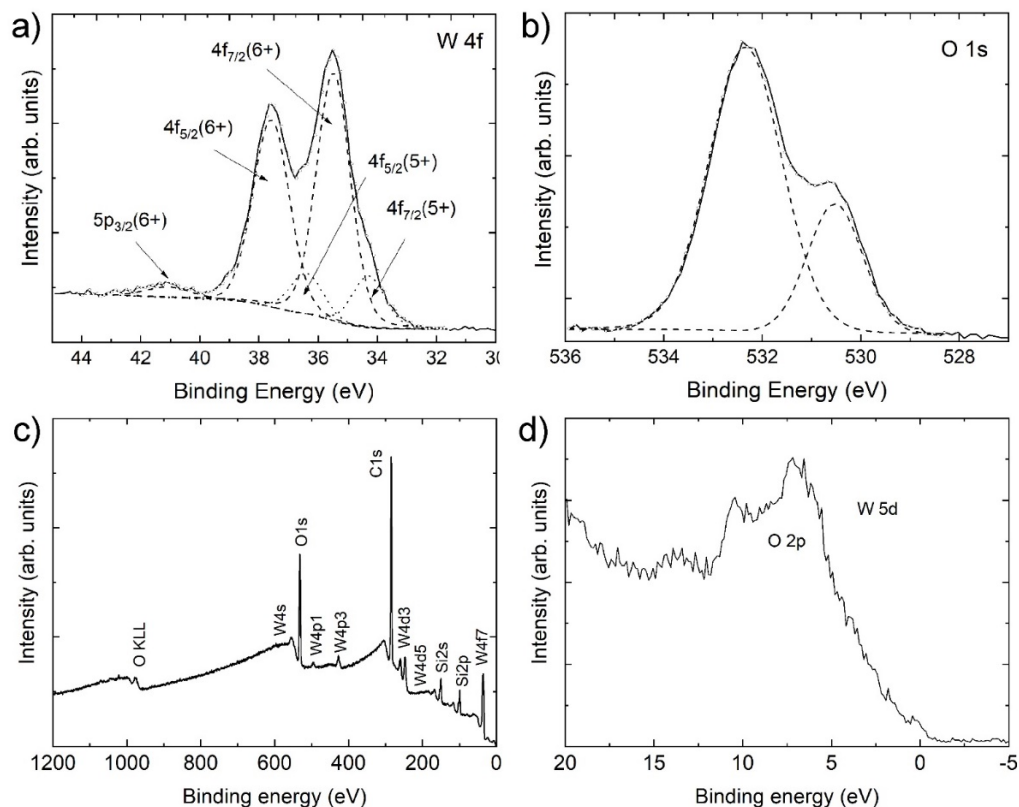 a)
W 4f
4f7/2(6+)
4f5/2(6+)
4f5/2(5+)
4f7/2(5+)
5p3/2(6+)
Intensity (arb. units)
44 42 40 38 36 34 32 30
Binding Energy (eV)
b)
O 1s
Intensity (arb. units)
536 534 532 530 528
Binding Energy (eV)
c)
C1s
O1s
W4s
W4p1
W4p3
W4d3
W4d5
Si2s
Si2p
W4f7
O KLL
Intensity (arb. units)
1200 1000 800 600 400 200 0
Binding energy (eV)
d)
W 5d
O 2p
Intensity (arb. units)
20 15 10 5 0 -5
Binding energy (eV)